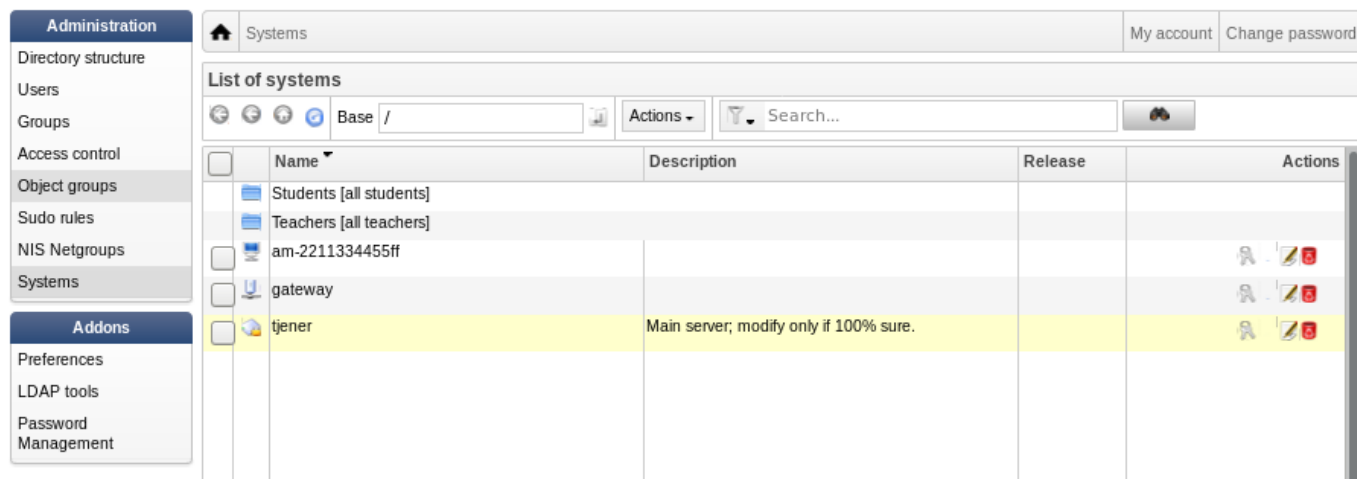 Administration
Directory structure
Users
Groups
Access control
Object groups
Sudo rules
NIS Netgroups
Systems
Addons
Preferences
LDAP tools
Password
Management
Systems
My account
Change password
List of systems
Base /
Actions
Search...
Name Description Release Actions
Students [all students]
Teachers [all teachers]
am-2211334455ff
gateway
tjener Main server; modify only if 100% sure.